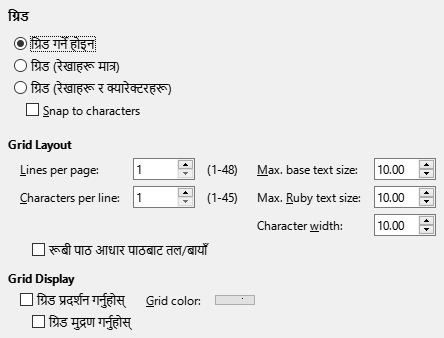 ग्रिड
ग्रिड गर्ने होइन
ग्रिड (रेखाहरू मात्र)
ग्रिड (रेखाहरू र क्यारेक्टरहरू)
Snap to characters
Grid Layout
Lines per page: 1 (1-48) Max. base text size: 10.00
Characters per line: 1 (1-45) Max. Ruby text size: 10.00
Character width: 10.00
रूबी पाठ आधार पाठबाट तल/बायाँ
Grid Display
ग्रिड प्रदर्शन गर्नुहोस् Grid color:
ग्रिड मुद्रण गर्नुहोस्